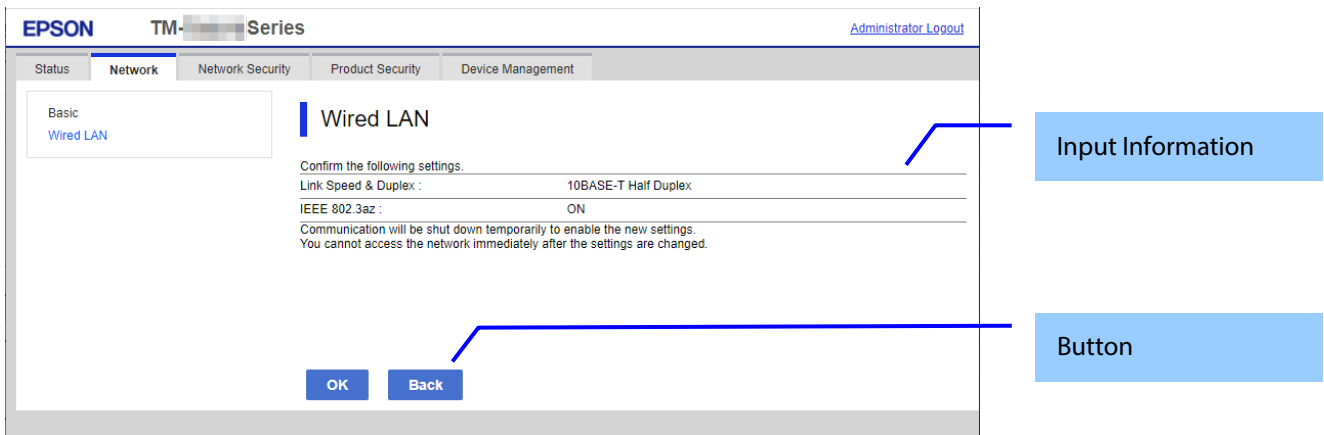 EPSON TM- Series Administrator Logout
Status Network Network Security Product Security Device Management
Basic
Wired LAN
Wired LAN
Confirm the following settings.
Link Speed & Duplex : 10BASE-T Half Duplex
IEEE 802.3az : ON
Communication will be shut down temporarily to enable the new settings.
You cannot access the network immediately after the settings are changed.
OK Back
Input Information
Button